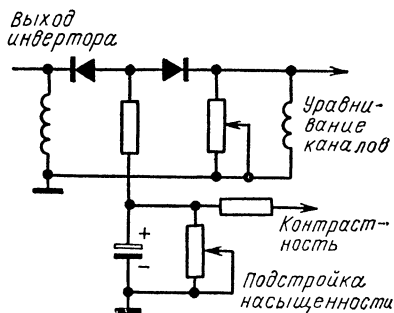 Выход
инвертора
Уравни-
вание
каналов
+
-
Контраст-
ность
Подстройка
насыщенности